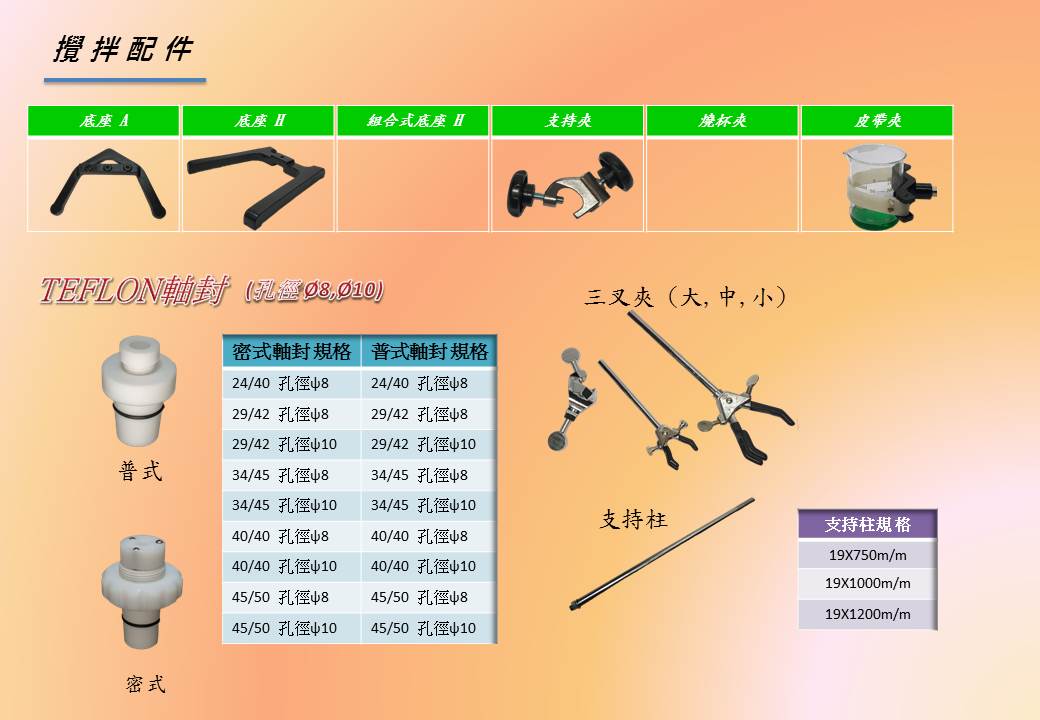 攪拌配件
底座 A 底座 H 組合式底座 H 支持夾 燒杯夾 皮帶夾
TEFLON軸封 (孔徑 Ø8,Ø10)
三叉夾 (大,中,小)
密式軸封規格 普式軸封規格
24/40 孔徑ψ8 24/40 孔徑ψ8
29/42 孔徑ψ8 29/42 孔徑ψ8
29/42 孔徑ψ10 29/42 孔徑ψ10
34/45 孔徑ψ8 34/45 孔徑ψ8
34/45 孔徑ψ10 34/45 孔徑ψ10
40/40 孔徑ψ8 40/40 孔徑ψ8
40/40 孔徑ψ10 40/40 孔徑ψ10
45/50 孔徑ψ8 45/50 孔徑ψ8
45/50 孔徑ψ10 45/50 孔徑ψ10
普式
密式
支持柱
支持柱規格
19X750m/m
19X1000m/m
19X1200m/m